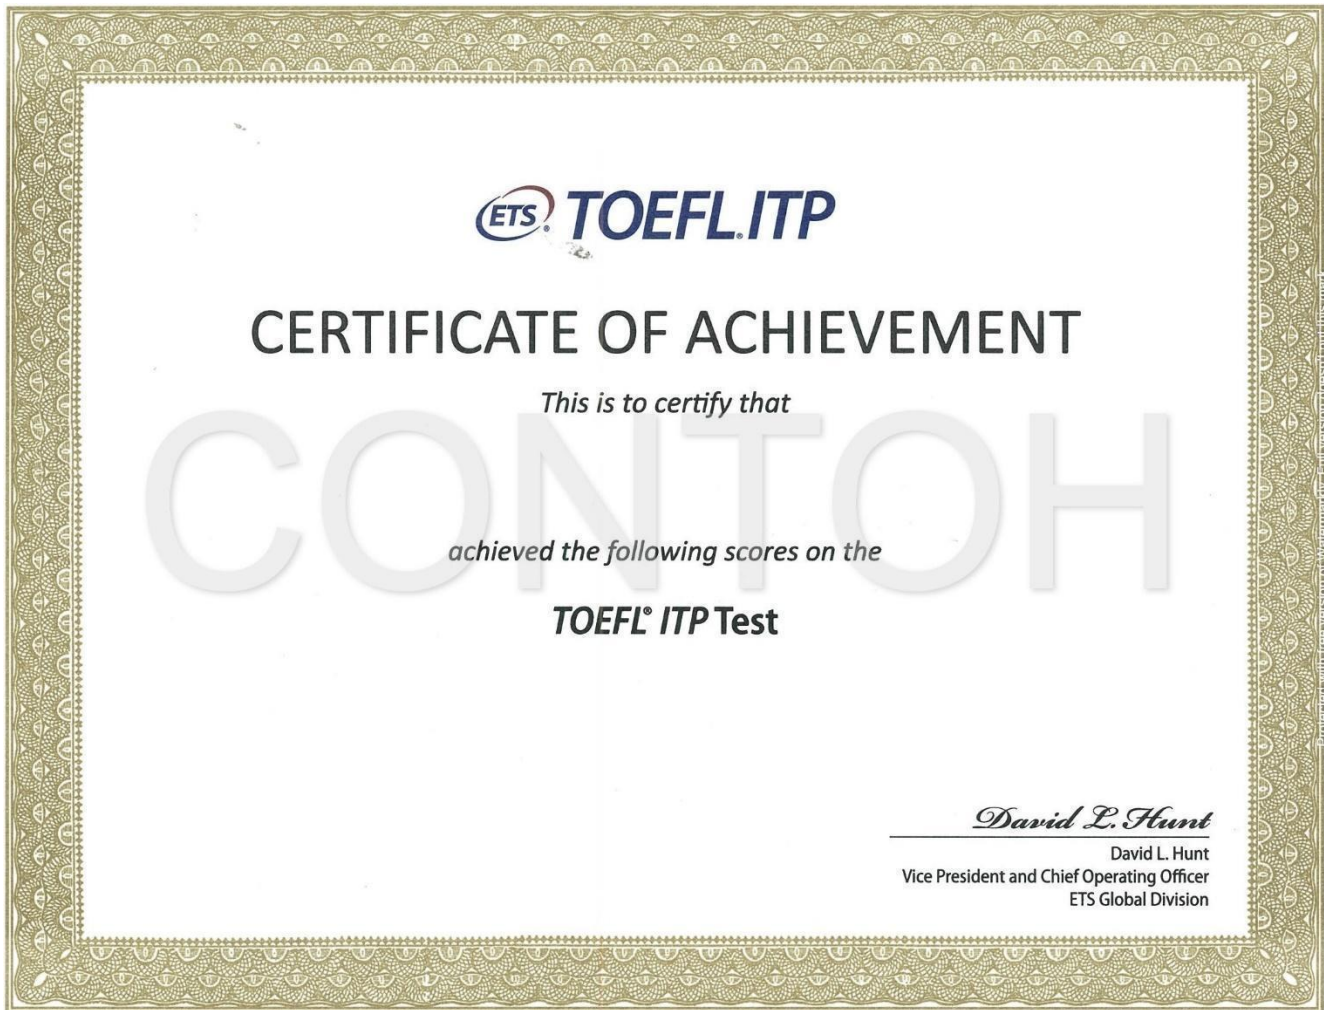 ETS® TOEFL®ITP
CERTIFICATE OF ACHIEVEMENT
This is to certify that
CONTOH
achieved the following scores on the
TOEFL® ITP Test
David L. Hunt
David L. Hunt
Vice President and Chief Operating Officer
ETS Global Division